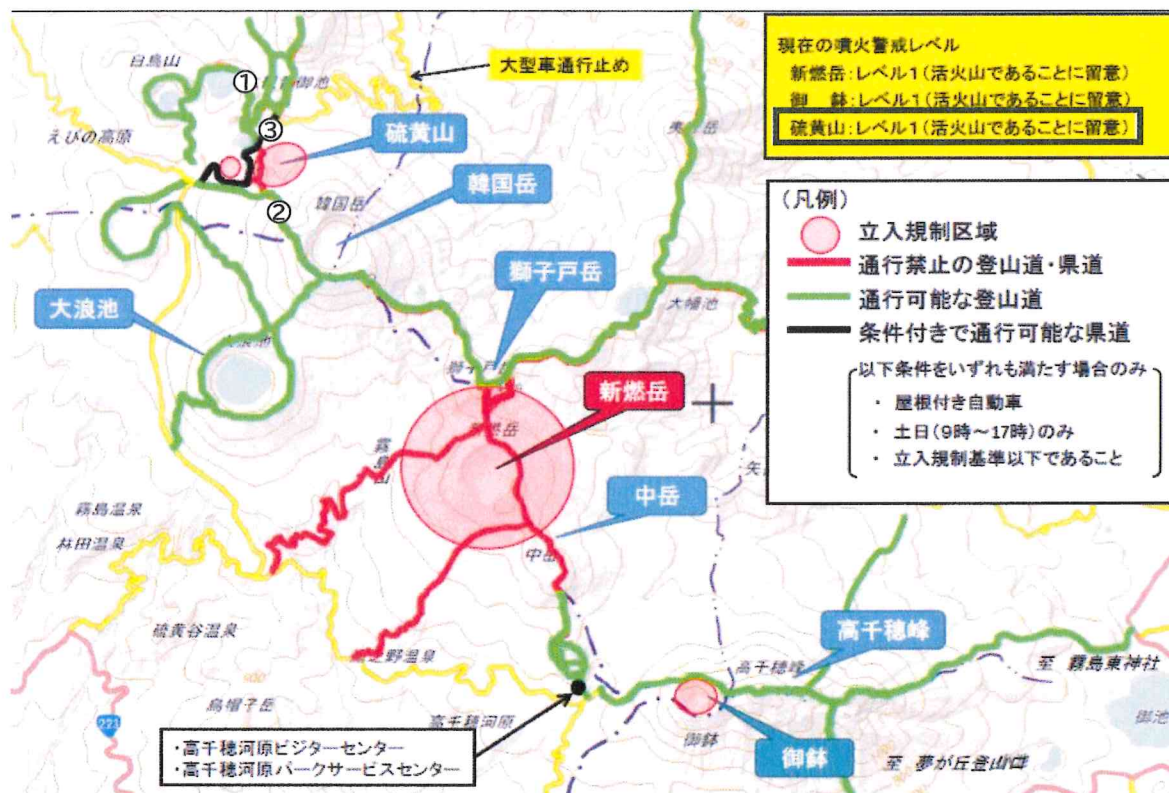 現在の噴火警戒レベル
新燃岳:レベル1(活火山であることに留意)
御 鉢:レベル1(活火山であることに留意)
硫黄山:レベル1(活火山であることに留意)
大型車通行止め
白鳥山
①
③
硫黄山
えびの高原
②
韓国岳
韓国岳
(凡例)
立入規制区域
通行禁止の登山道・県道
通行可能な登山道
条件付きで通行可能な県道
以下条件をいずれも満たす場合のみ
・ 屋根付き自動車
・ 土日(9時~17時)のみ
・ 立入規制基準以下であること
獅子戸岳
大幡池
大浪池
新燃岳
霧島山
中岳
中岳
霧島温泉
林田温泉
硫黄谷温泉
高千穂峰
高千穂峰
至 霧島東神社
烏帽子岳
高千穂河原
御池
223
御鉢
御鉢
至 夢が丘登山口
・高千穂河原ビジターセンター
・高千穂河原パークサービスセンター